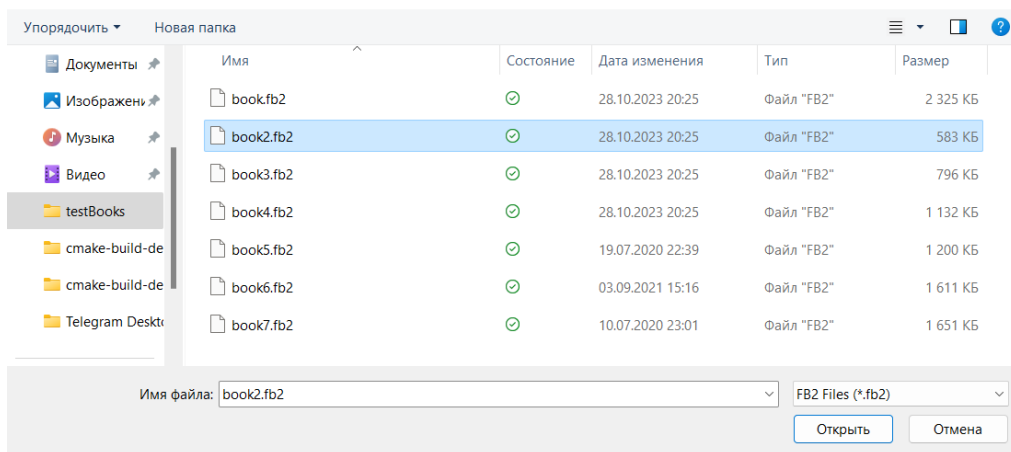 Упорядочить Новая папка
Имя Состояние Дата изменения Тип Размер
Документы
Изображени
Музыка
Видео
testBooks
cmake-build-de
cmake-build-de
Telegram Deskto
book.fb2 28.10.2023 20:25 Файл "FB2" 2 325 КБ
book2.fb2 28.10.2023 20:25 Файл "FB2" 583 КБ
book3.fb2 28.10.2023 20:25 Файл "FB2" 796 КБ
book4.fb2 28.10.2023 20:25 Файл "FB2" 1 132 КБ
book5.fb2 19.07.2020 22:39 Файл "FB2" 1 200 КБ
book6.fb2 03.09.2021 15:16 Файл "FB2" 1 611 КБ
book7.fb2 10.07.2020 23:01 Файл "FB2" 1 651 КБ
Имя файла: book2.fb2 FB2 Files (*.fb2)
Открыть Отмена